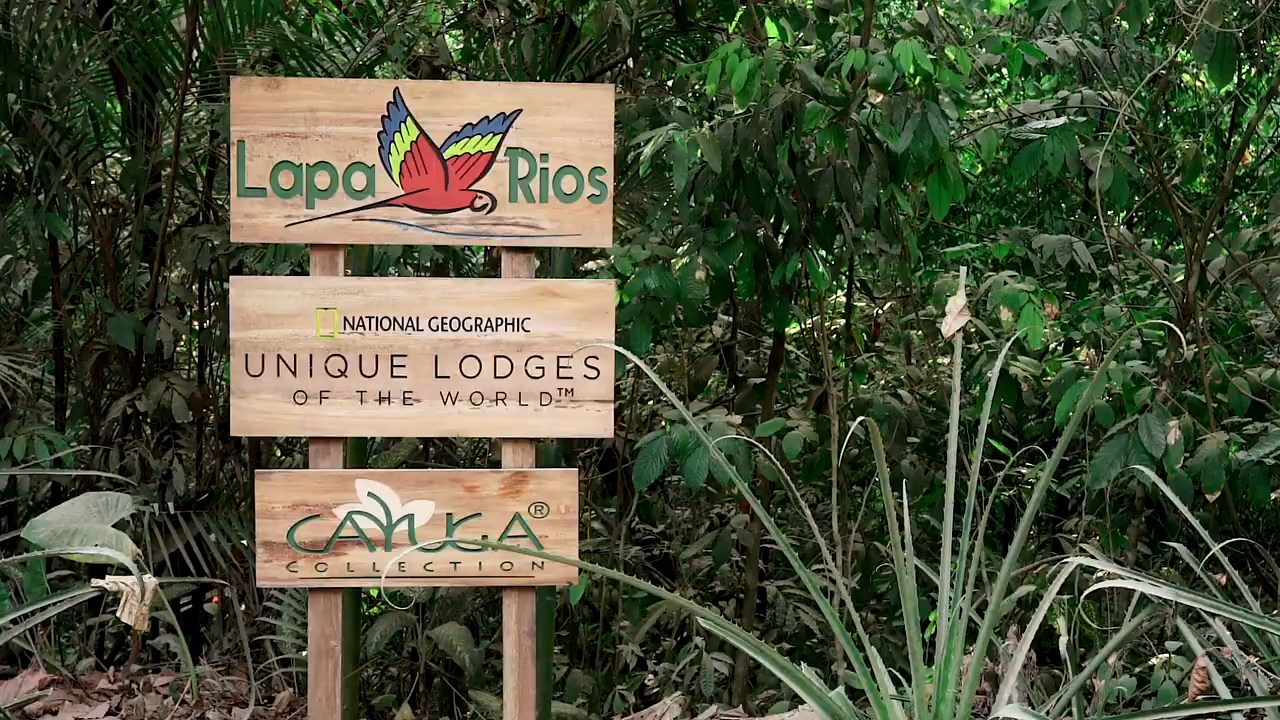 Lapa Rios
NATIONAL GEOGRAPHIC
UNIQUE LODGES
OF THE WORLD™
CAYUGA®
COLLECTION